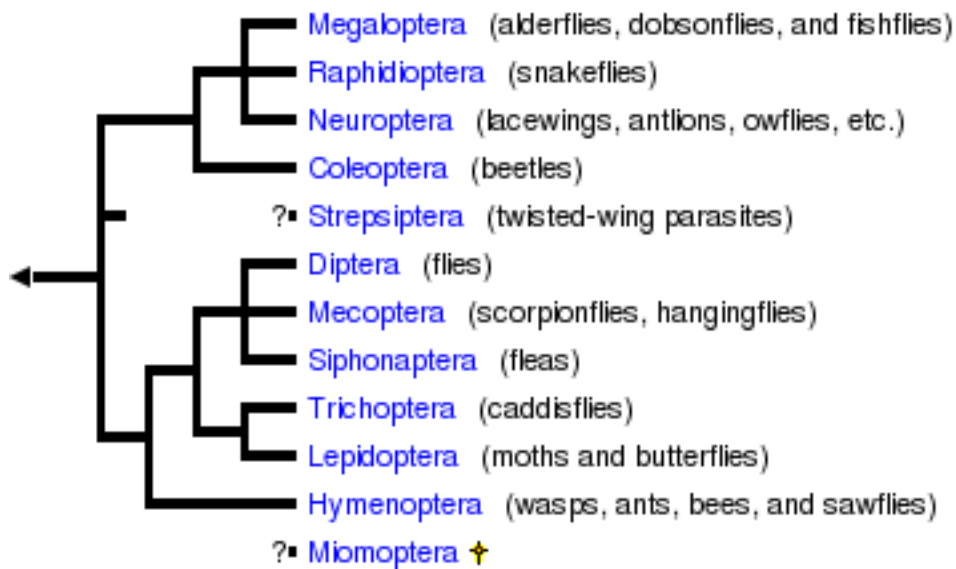 Megaloptera (alderflies, dobsonflies, and fishflies)
Raphidioptera (snakeflies)
Neuroptera (lacewings, antlions, owflies, etc.)
Coleoptera (beetles)
? Strepsiptera (twisted-wing parasites)
Diptera (flies)
Mecoptera (scorpionflies, hangingflies)
Siphonaptera (fleas)
Trichoptera (caddisflies)
Lepidoptera (moths and butterflies)
Hymenoptera (wasps, ants, bees, and sawflies)
? Miomoptera